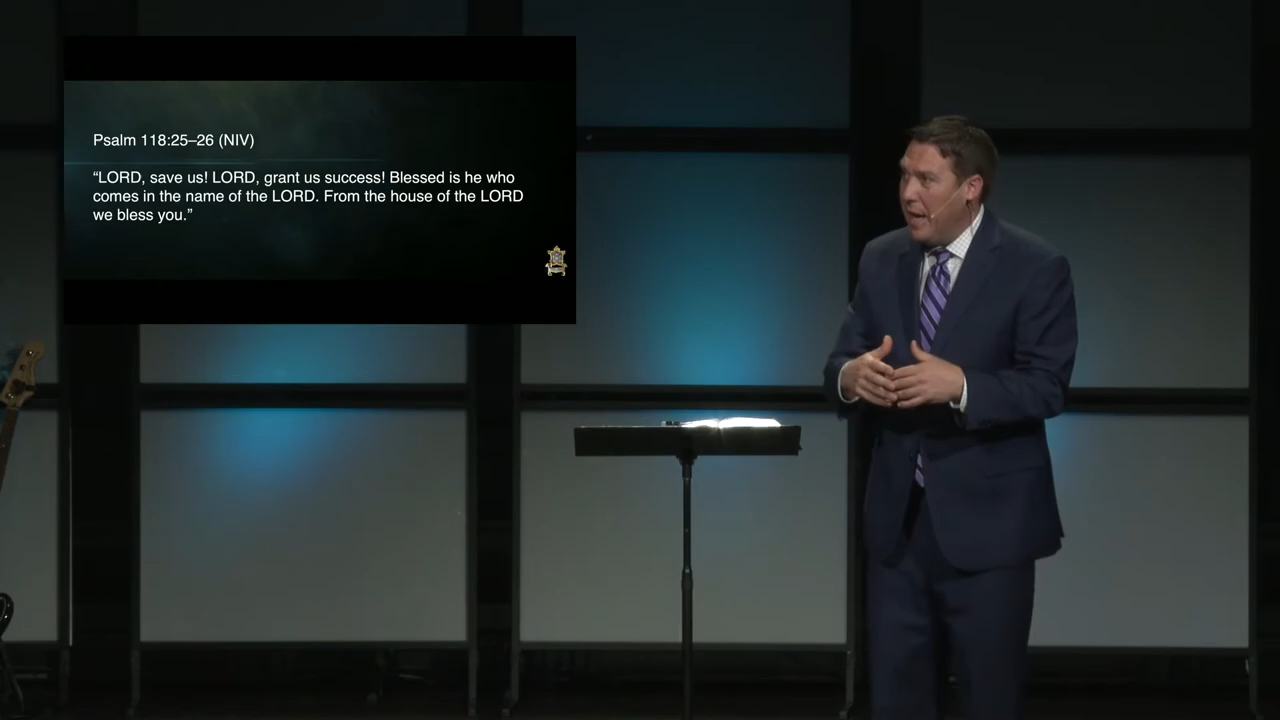 Psalm 118:25–26 (NIV)
“LORD, save us! LORD, grant us success! Blessed is he who
comes in the name of the LORD. From the house of the LORD
we bless you.”